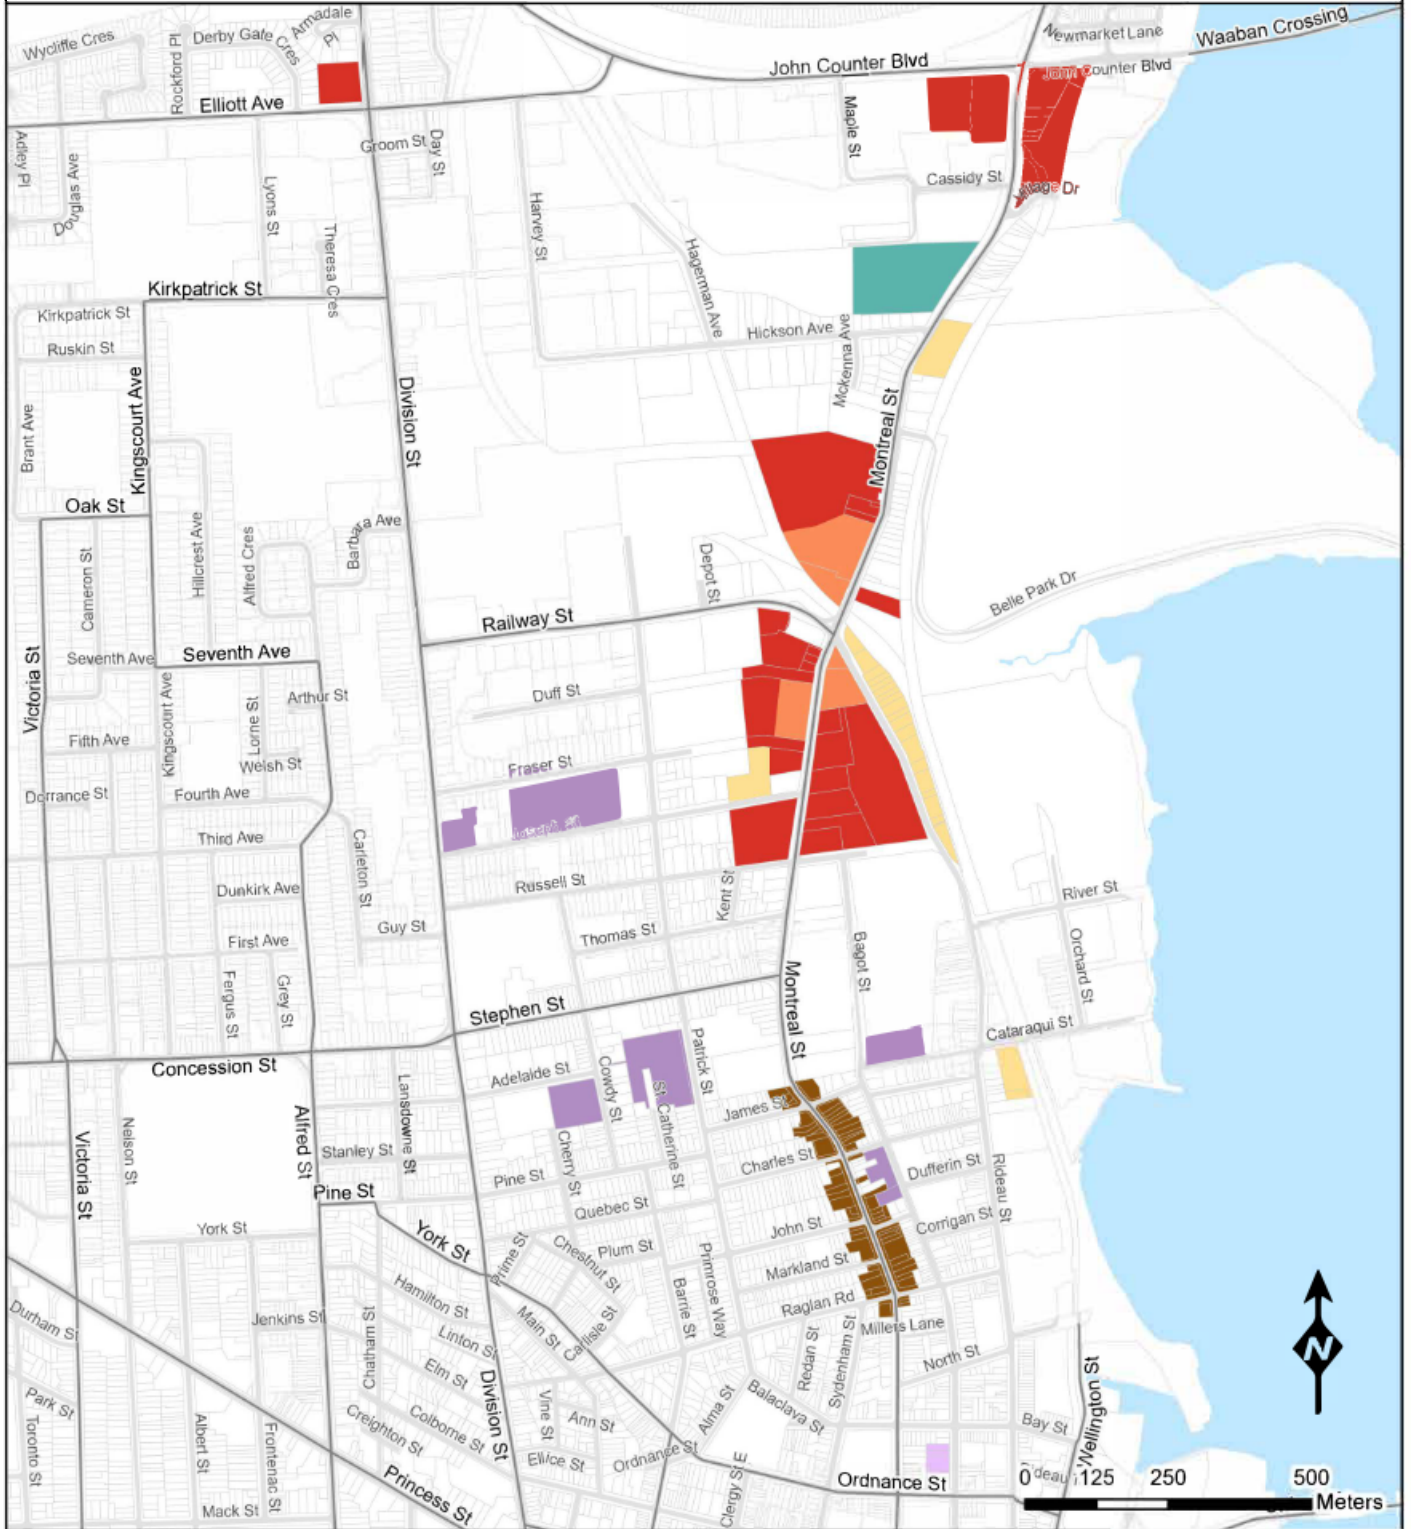 Armadale Pl
Wycliffe Cres
Rockford Pl
Derby Gate
Cres
Newmarket Lane
Waaban Crossing
John Counter Blvd
John Counter Blvd
Elliott Ave
Maple St
Adley Pl
Douglas Ave
Groom St
Day St
Cassidy St
Lyons St
Harvey St
Theresa Cres
Hagerman Ave
Kirkpatrick St
Kirkpatrick St
Hickson Ave
Ruskin St
Mckenna Ave
Kingscourt Ave
Division St
Montreal St
Brant Ave
Oak St
Barbara Ave
Hillcrest Ave
Alfred Cres
Cameron St
Depot St
Belle Park Dr
Railway St
Victoria St
Seventh Ave
Seventh Ave
Kingscourt Ave
Lorne St
Arthur St
Duff St
Fifth Ave
Welsh St
Fraser St
Dorrance St
Fourth Ave
Joseph St
Third Ave
Carleton St
Dunkirk Ave
Russell St
Kent St
River St
First Ave
Guy St
Thomas St
Bagot St
Orchard St
Fergus St
Grey St
Montreal St
Stephen St
Cataraqui St
Concession St
Adelaide St
Cowdy St
Patrick St
St. Catherine St
Lansdowne St
James St
Nelson St
Alfred St
Victoria St
Stanley St
Cherry St
Charles St
Dufferin St
Rideau St
Pine St
Pine St
Quebec St
York St
York St
John St
Corrigan St
Prime St
Chestnut St
Plum St
Primrose Way
Markland St
Hamilton St
Barrie St
Raglan Rd
Durham St
Jenkins St
Chatham St
Linton St
Main St
Carlisle St
Millers Lane
Redan St
Sydenham St
North St
Elm St
Division St
Wellington St
Park St
Toronto St
Albert St
Frontenac St
Creighton St
Colborne St
Vine St
Ann St
Alma St
Balaclava St
Bay St
Ellice St
Ordnance St
Clergy St E
Ordnance St
Princess St
Mack St
N
0 125 250 500
Meters